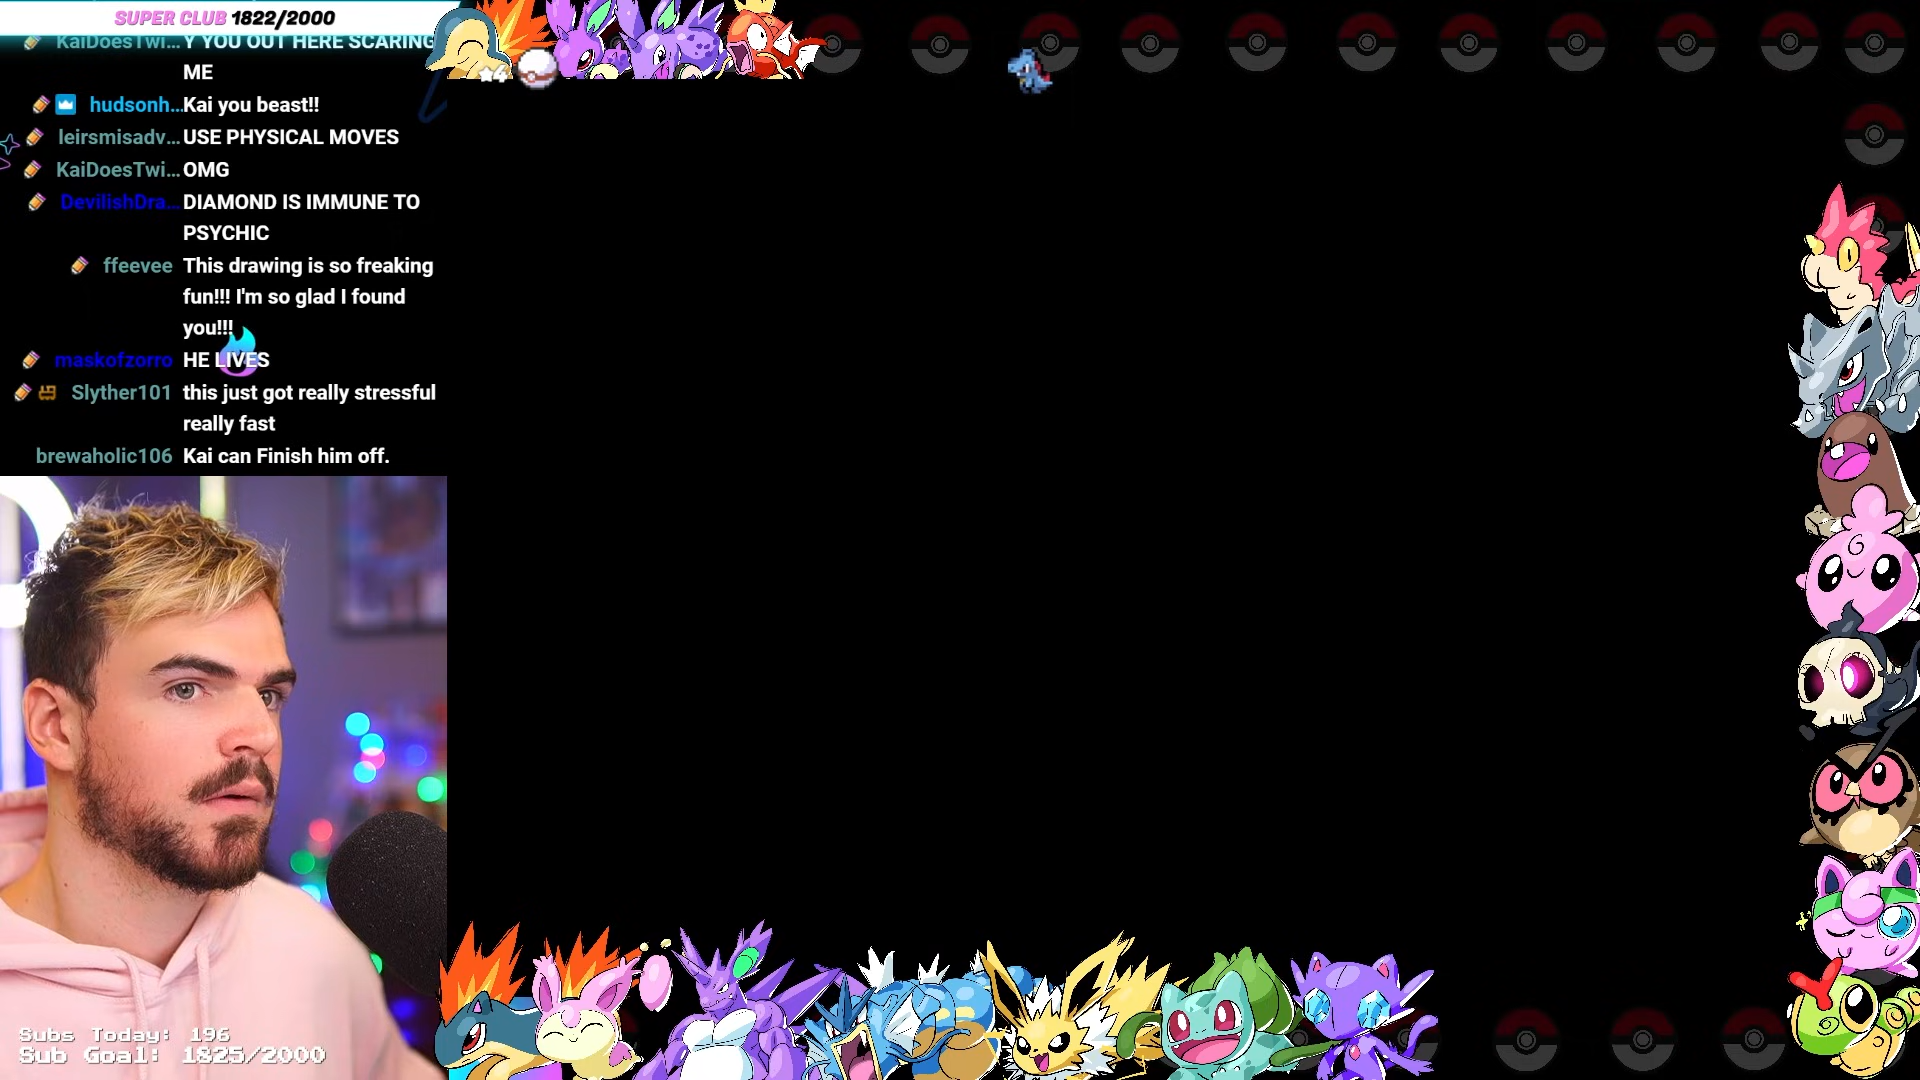 SUPER CLUB 1822/2000
KaiDoesTwi... Y YOU OUT HERE SCARING
ME
hudsonh... Kai you beast!!
leirsmisadv... USE PHYSICAL MOVES
KaiDoesTwi... OMG
DevilishDra... DIAMOND IS IMMUNE TO
PSYCHIC
ffeevee This drawing is so freaking
fun!!! I'm so glad I found
you!!!
maskofzorro HE LIVES
Slyther101 this just got really stressful
really fast
brewaholic106 Kai can Finish him off.
★4
Subs Today: 196
Sub Goal: 1825/2000